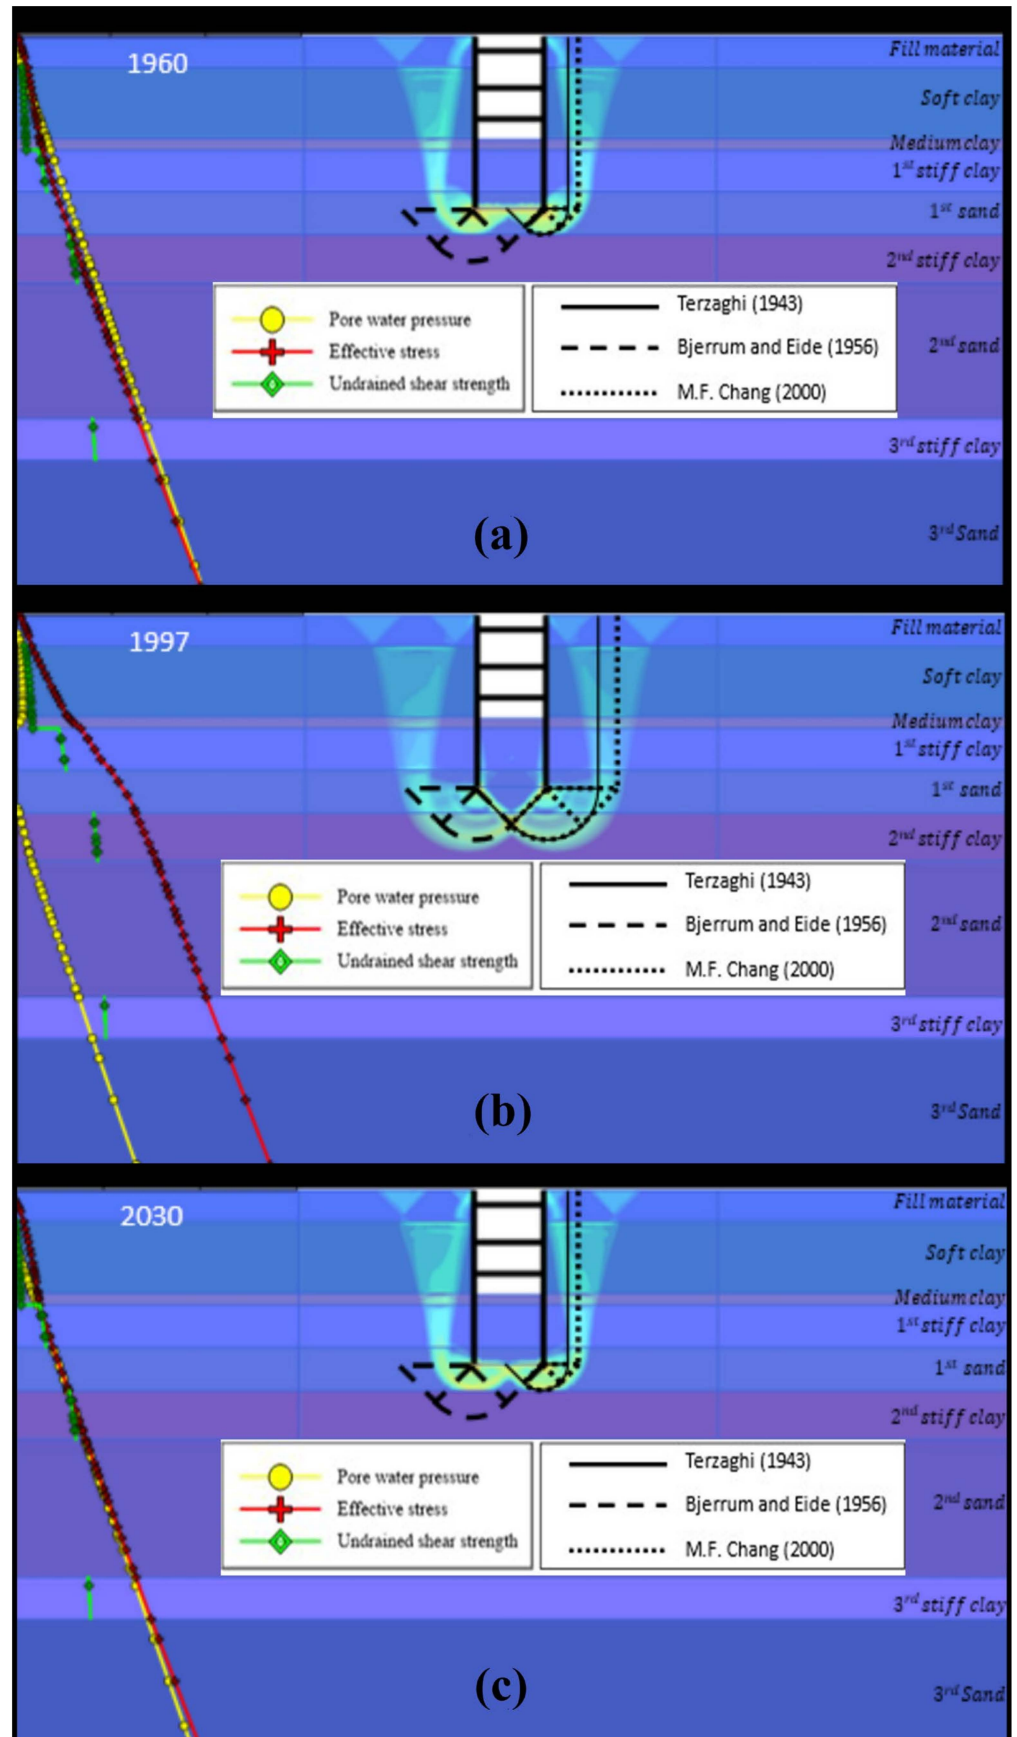 1960
Fill material
Soft clay
Medium clay
1st stiff clay
1st sand
2nd stiff clay
Pore water pressure
Effective stress
Undrained shear strength
Terzaghi (1943)
Bjerrum and Eide (1956)
M.F. Chang (2000)
2nd sand
3rd stiff clay
(a)
3rd Sand
1997
Fill material
Soft clay
Medium clay
1st stiff clay
1st sand
2nd stiff clay
Pore water pressure
Effective stress
Undrained shear strength
Terzaghi (1943)
Bjerrum and Eide (1956)
M.F. Chang (2000)
2nd sand
3rd stiff clay
(b)
3rd Sand
2030
Fill material
Soft clay
Medium clay
1st stiff clay
1st sand
2nd stiff clay
Pore water pressure
Effective stress
Undrained shear strength
Terzaghi (1943)
Bjerrum and Eide (1956)
M.F. Chang (2000)
2nd sand
3rd stiff clay
(c)
3rd Sand